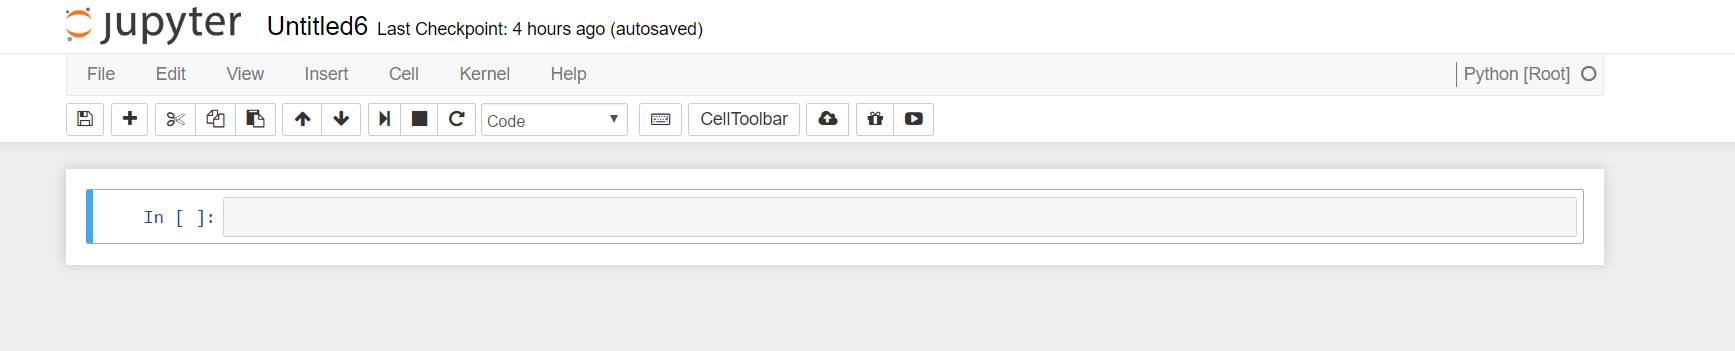 jupyter Untitled6 Last Checkpoint: 4 hours ago (autosaved)
File Edit View Insert Cell Kernel Help Python [Root]
Code CellToolbar
In [ ]: